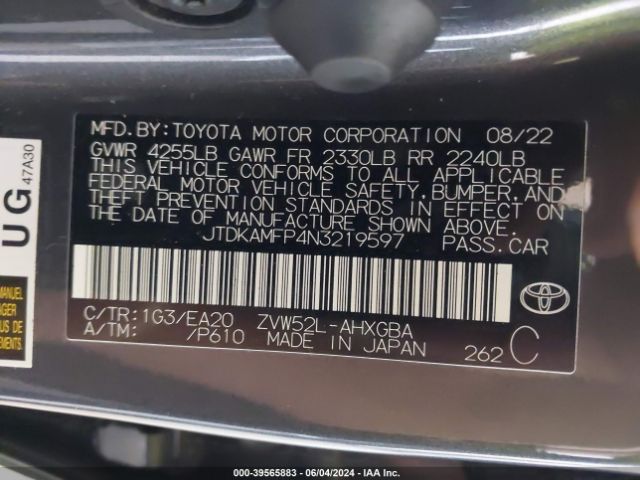 MFD.BY:TOYOTA MOTOR CORPORATION 08/22
GVWR 4255LB GAWR FR 2330LB RR 2240LB
THIS VEHICLE CONFORMS TO ALL APPLICABLE
FEDERAL MOTOR VEHICLE SAFETY, BUMPER, AND
THEFT PREVENTION STANDARDS IN EFFECT ON
THE DATE OF MANUFACTURE SHOWN ABOVE.
JTDKAMFP4N3219597 PASS.CAR
C/TR:1G3/EA20 ZVW52L-AHXGBA
A/TM: /P610 MADE IN JAPAN 262 C
UG
47A30
MANUEL
000-39565883 | 06/04/2024 | IAA Inc.